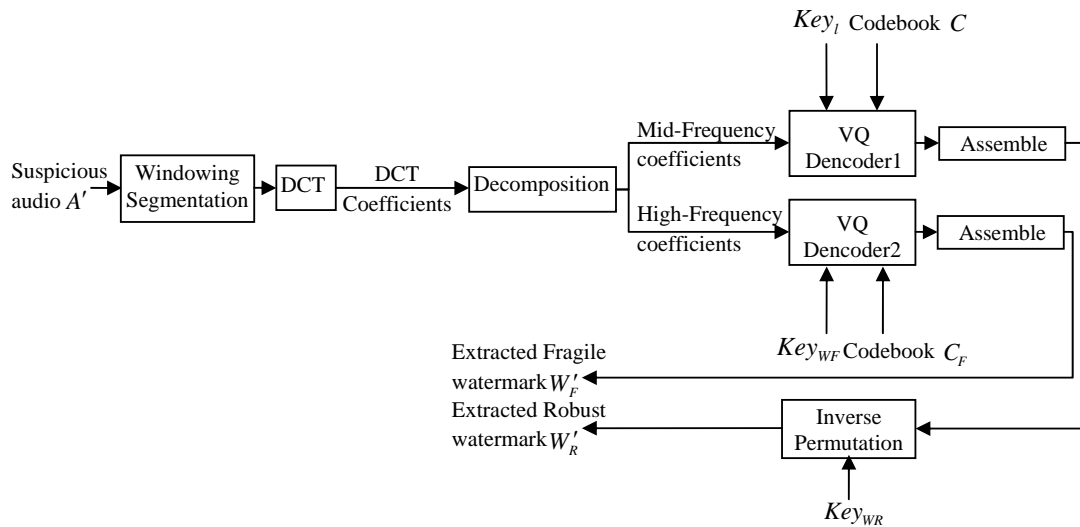 Key_l Codebook C
Mid-Frequency
coefficients
VQ
Dencoder1
Assemble
Suspicious
audio A′
Windowing
Segmentation
DCT
DCT
Coefficients
Decomposition
High-Frequency
coefficients
VQ
Dencoder2
Assemble
Key_WF Codebook C_F
Extracted Fragile
watermark W′_F
Extracted Robust
watermark W′_R
Inverse
Permutation
Key_WR